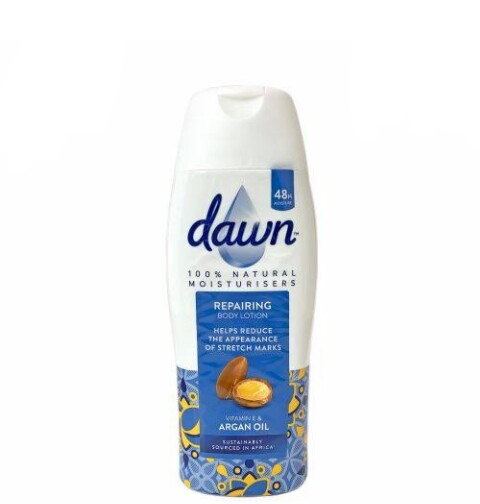 48H
MOISTURE
dawn™
100% NATURAL
MOISTURISERS
REPAIRING
BODY LOTION
HELPS REDUCE
THE APPEARANCE
OF STRETCH MARKS
VITAMIN E &
ARGAN OIL
SUSTAINABLY
SOURCED IN AFRICA*